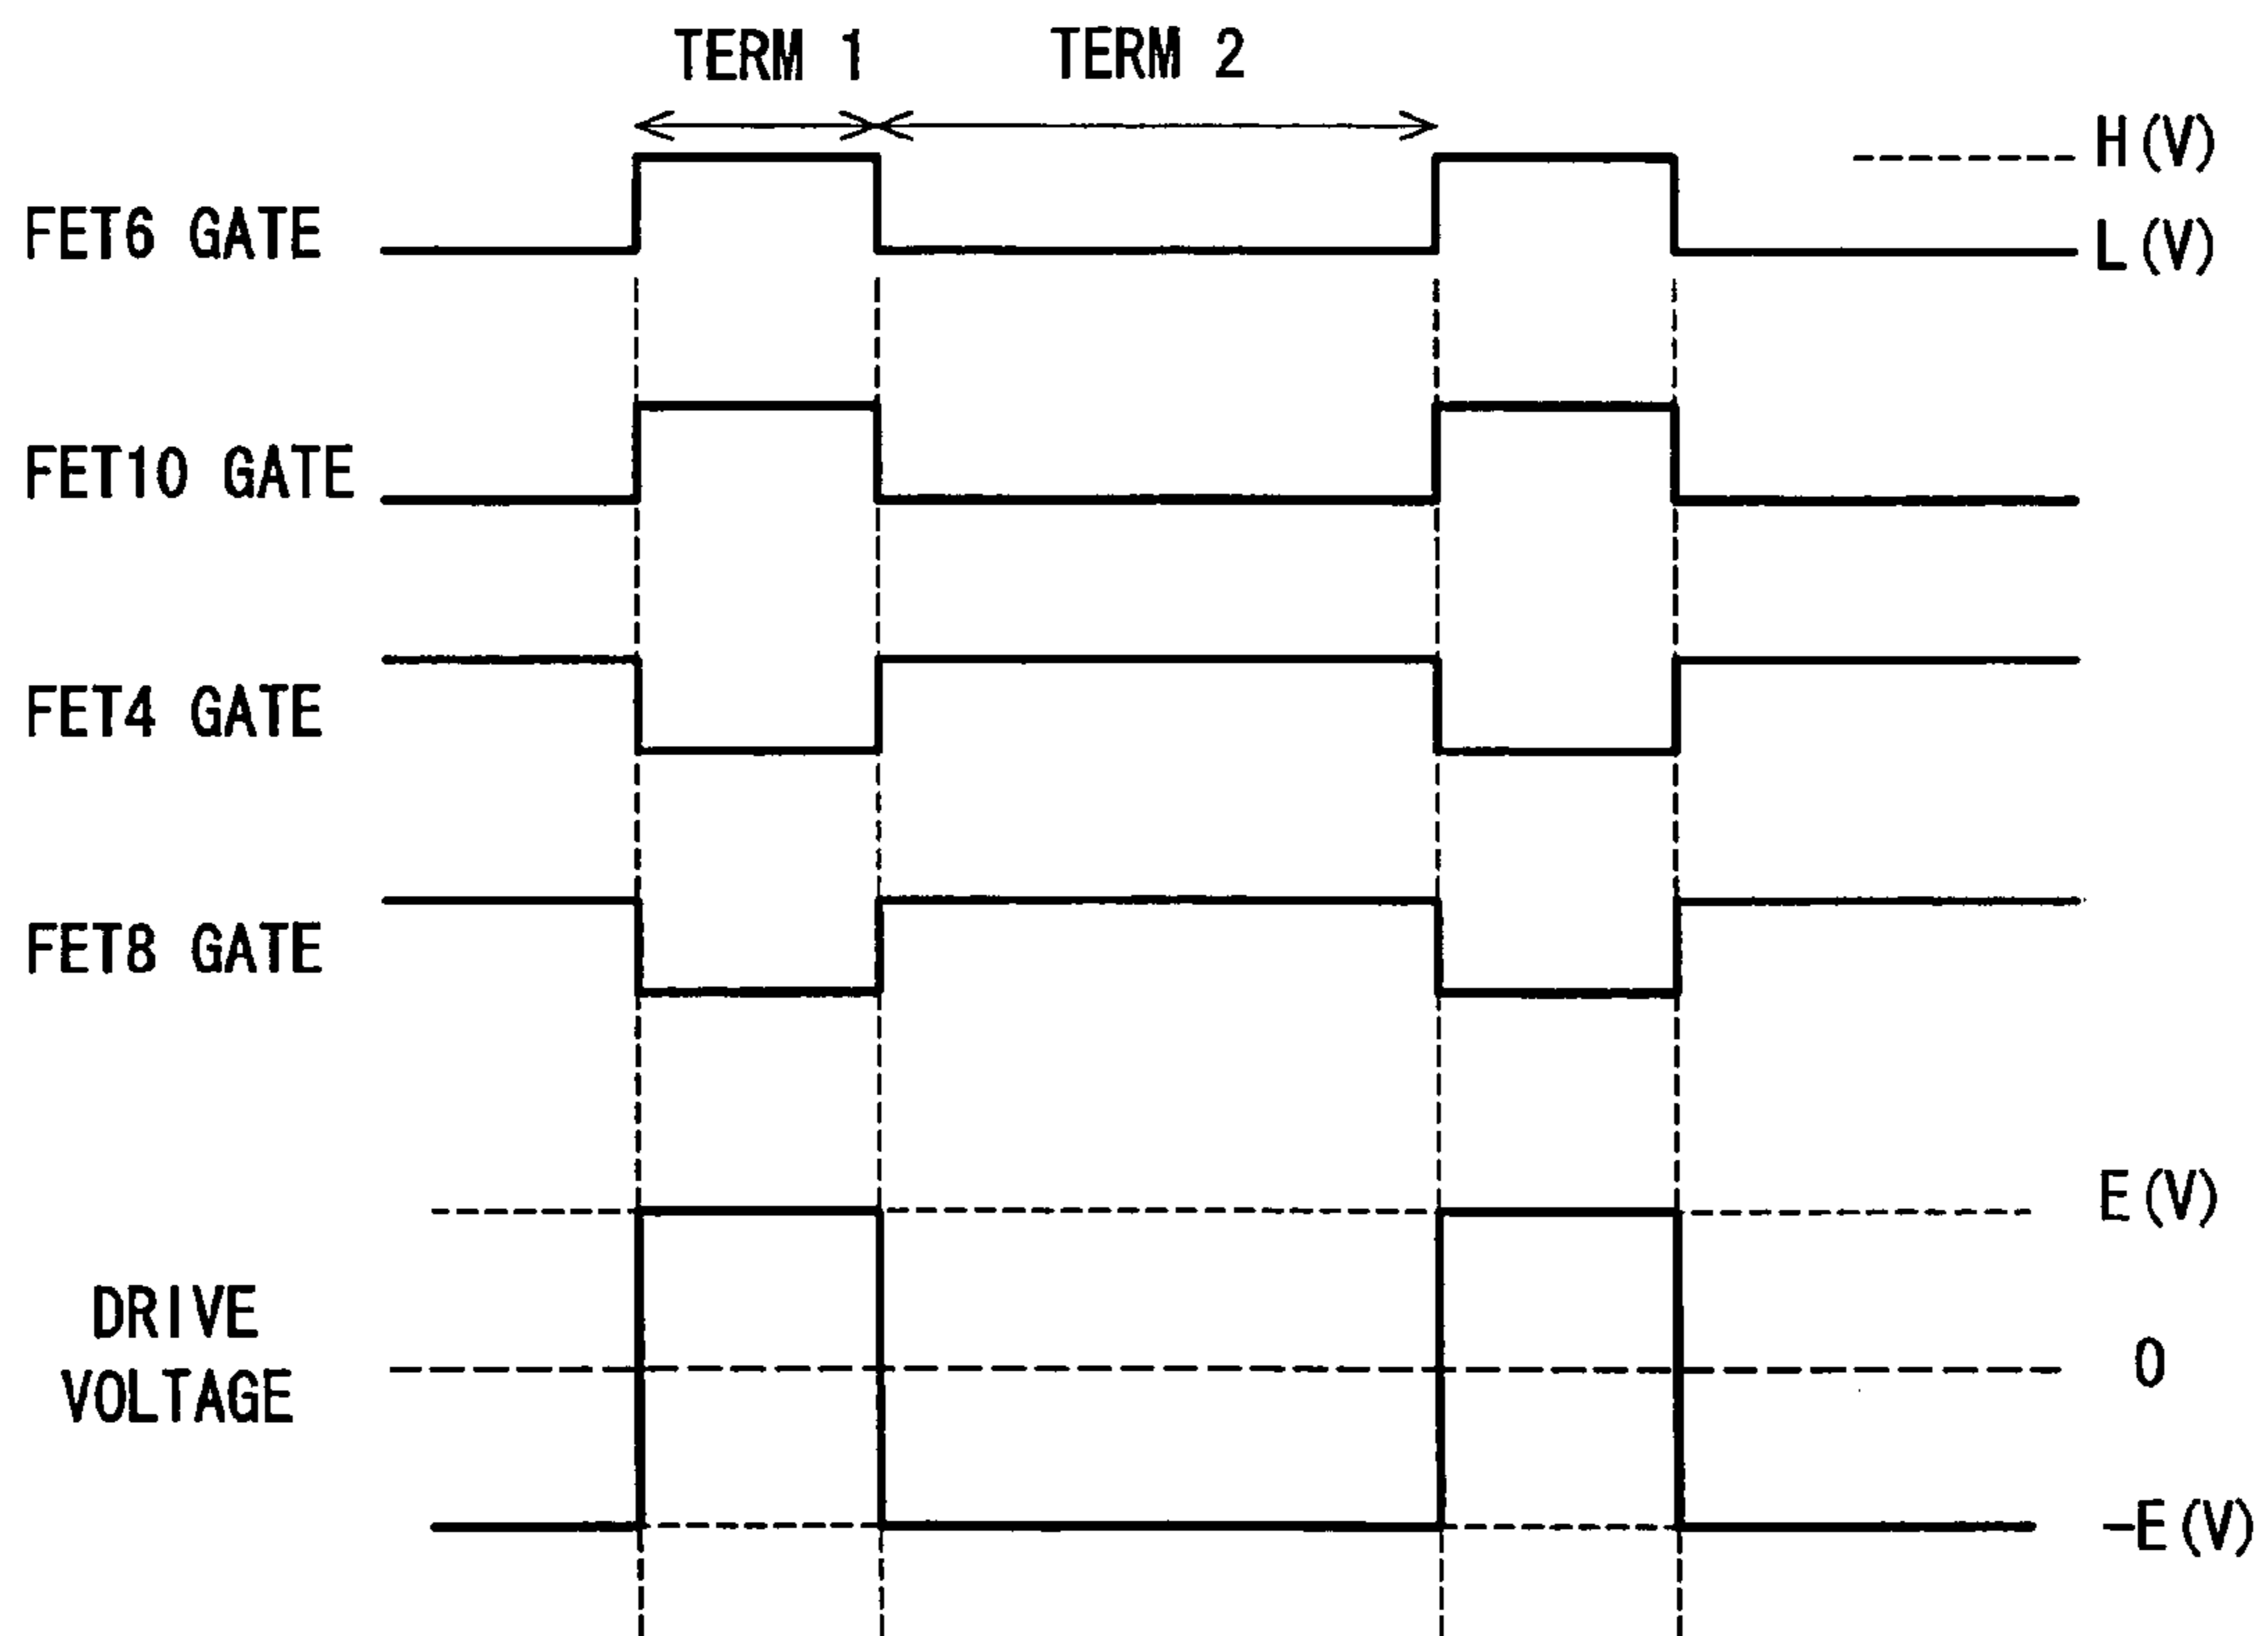 TERM 1 TERM 2
H(V)
FET6 GATE L(V)
FET10 GATE
FET4 GATE
FET8 GATE
E(V)
DRIVE
VOLTAGE
0
-E(V)